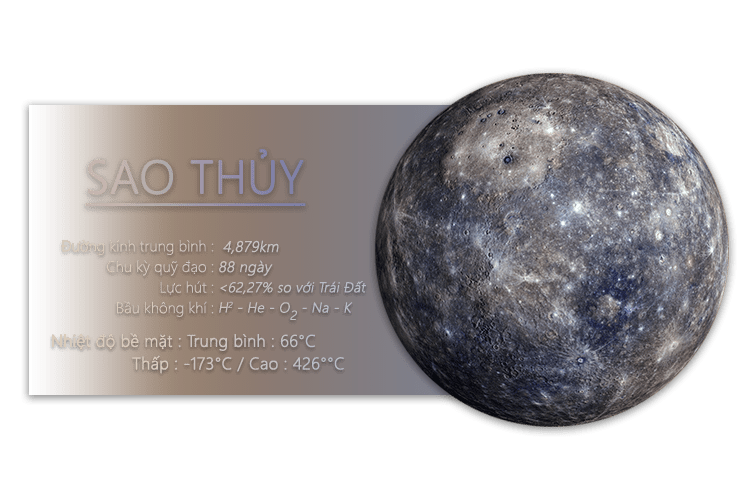 SAO THỦY
Đường kính trung bình : 4,879km
Chu kỳ quỹ đạo : 88 ngày
Lực hút : <62,27% so với Trái Đất
Bầu không khí : H² - He - O₂ - Na - K
Nhiệt độ bề mặt : Trung bình : 66°C
Thấp : -173°C / Cao : 426°°C